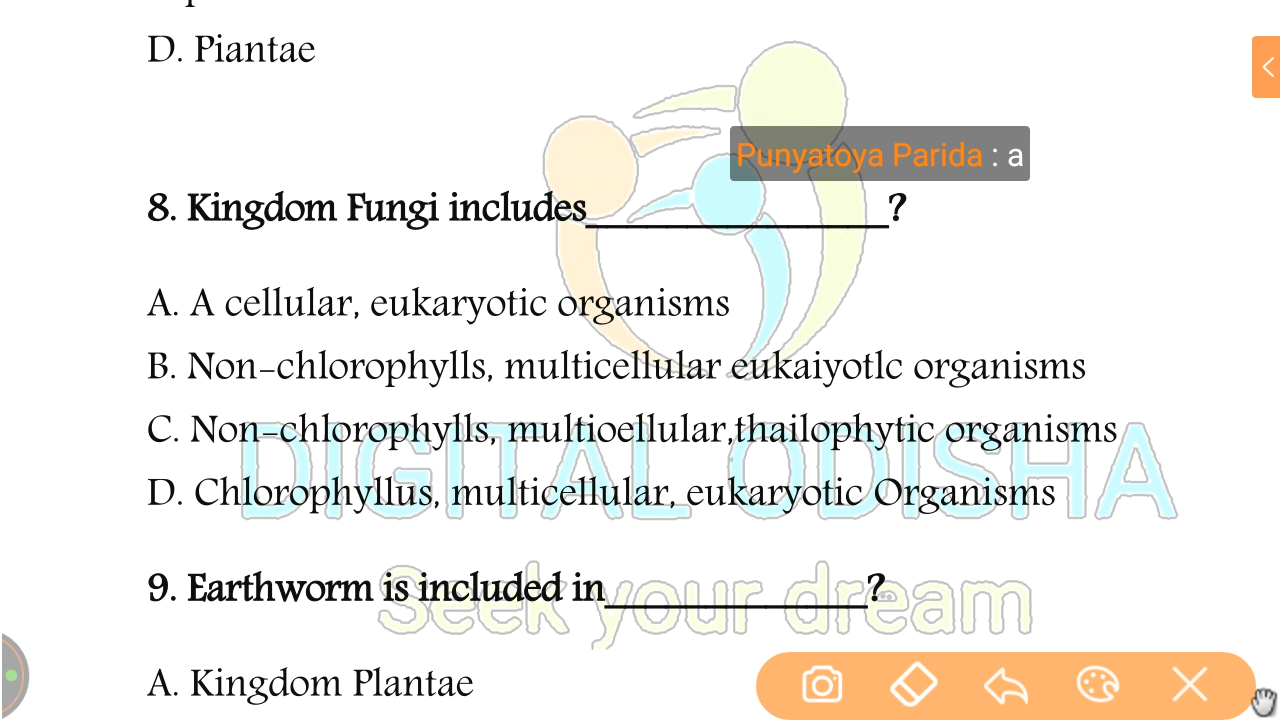 D. Piantae
Punyatoya Parida : a
8. Kingdom Fungi includes_______________?
A. A cellular, eukaryotic organisms
B. Non-chlorophylls, multicellular eukaiyotlc organisms
C. Non-chlorophylls, multioellular,thailophytic organisms
DIGITAL ODISHA
D. Chlorophyllus, multicellular, eukaryotic Organisms
9. Earthworm is included in_____________?
Seek your dream
A. Kingdom Plantae